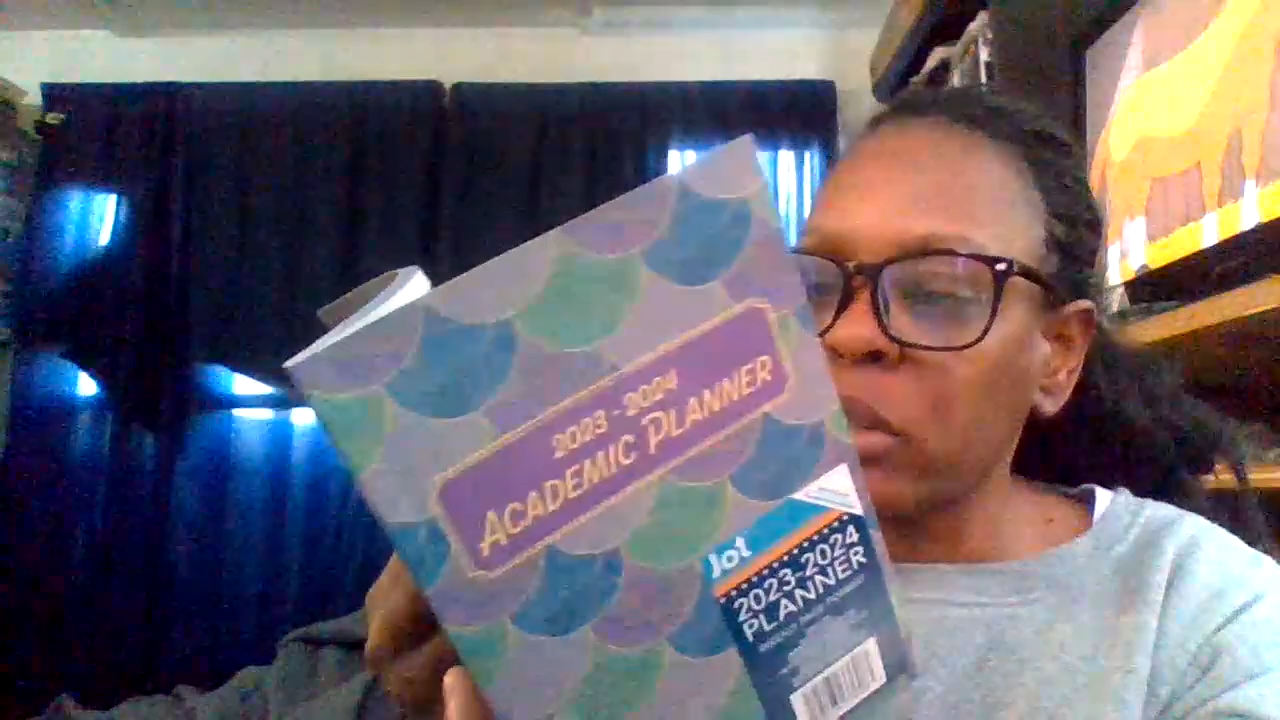 2023 - 2024
ACADEMIC PLANNER
Jot
2023-2024
PLANNER